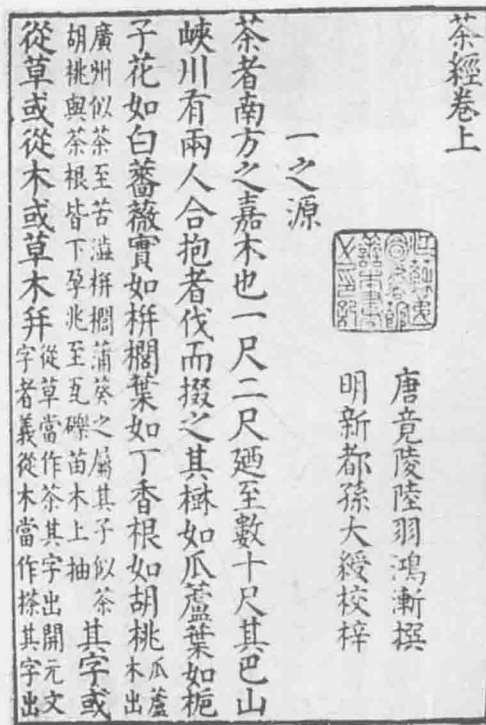 茶經卷上
唐竟陵陸羽鴻漸撰
明新都孫大綬校梓
一之源
茶者南方之嘉木也一尺二尺廼至數十尺其巴山
峽川有兩人合抱者伐而掇之其樹如瓜蘆葉如梔
子花如白薔薇實如栟櫚葉如丁香根如胡桃瓜蘆木出
廣州似茶至苦澁栟櫚蒲葵之屬其子似茶
胡桃與茶根皆下孕兆至瓦礫苗木上抽
其字或
從草或從木或草木并從草當作茶其字出開元文
字者義從木當作搽其字出